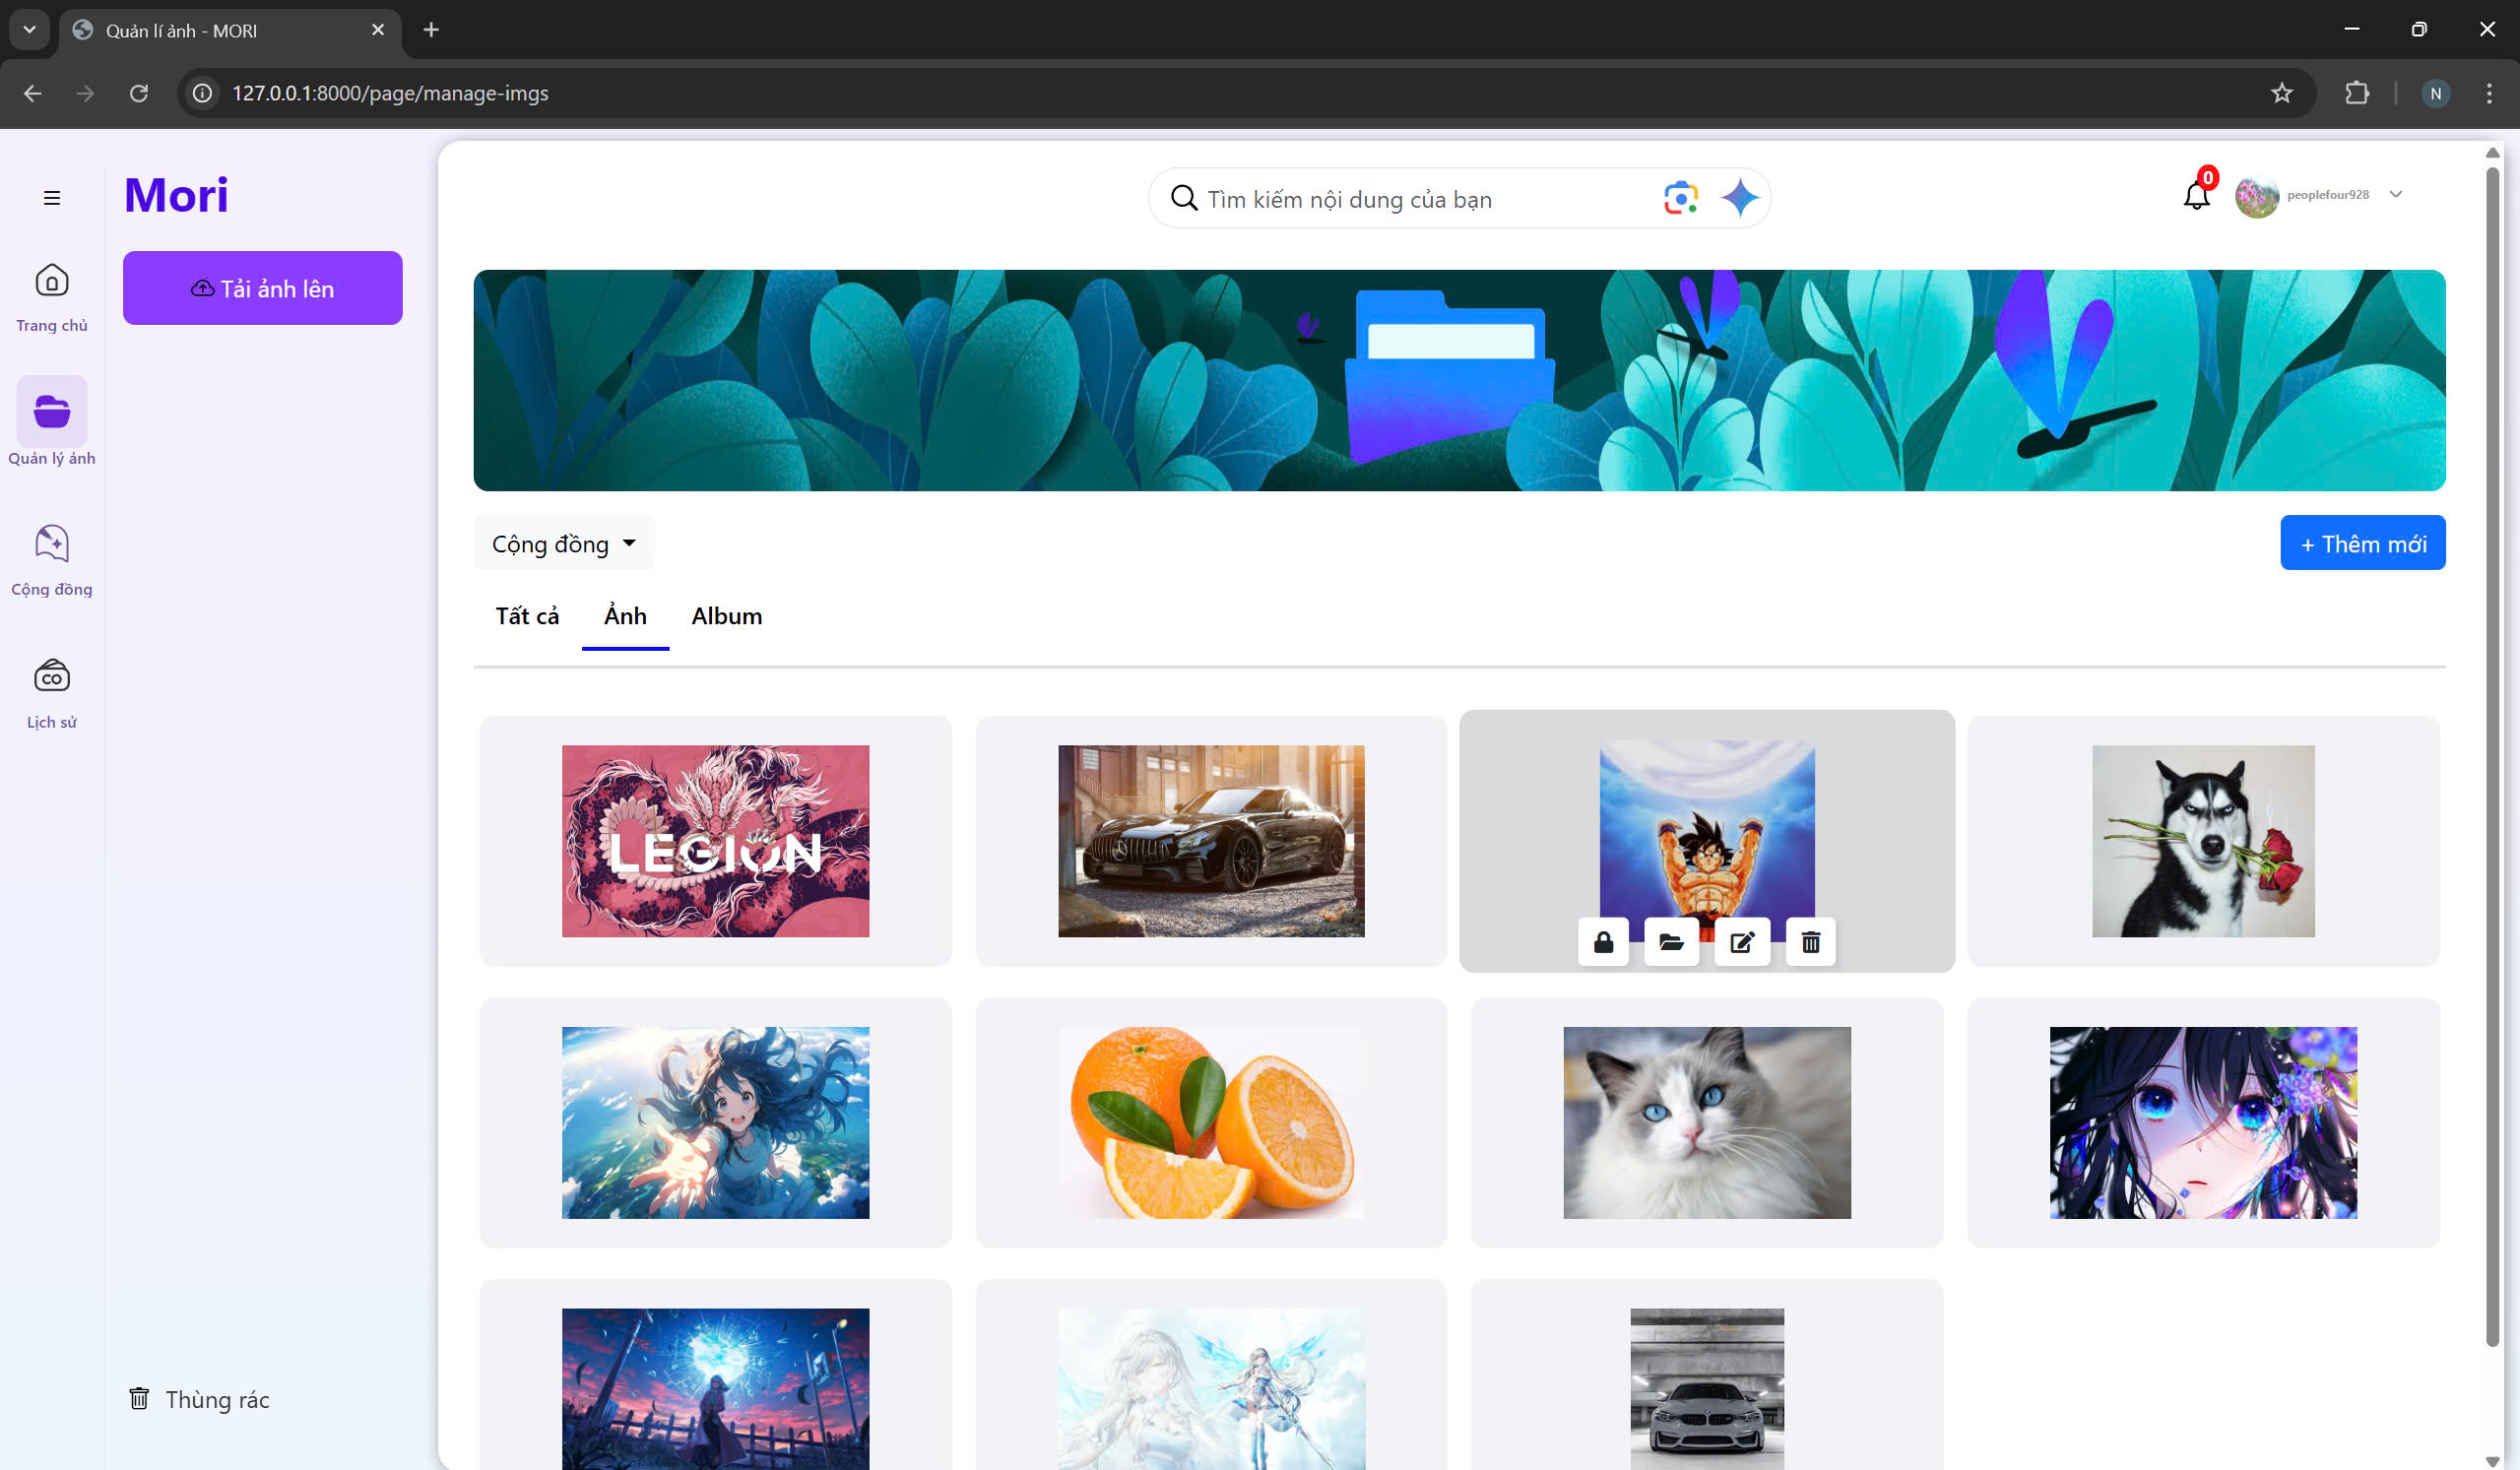 Quản lí ảnh - MORI
127.0.0.1:8000/page/manage-imgs
N
Mori
Tải ảnh lên
Trang chủ
Quản lý ảnh
Cộng đồng
CO
Lịch sử
Thùng rác
Tìm kiếm nội dung của bạn
0
peoplefour928
Cộng đồng
+ Thêm mới
Tất cả
Ảnh
Album
LEGION